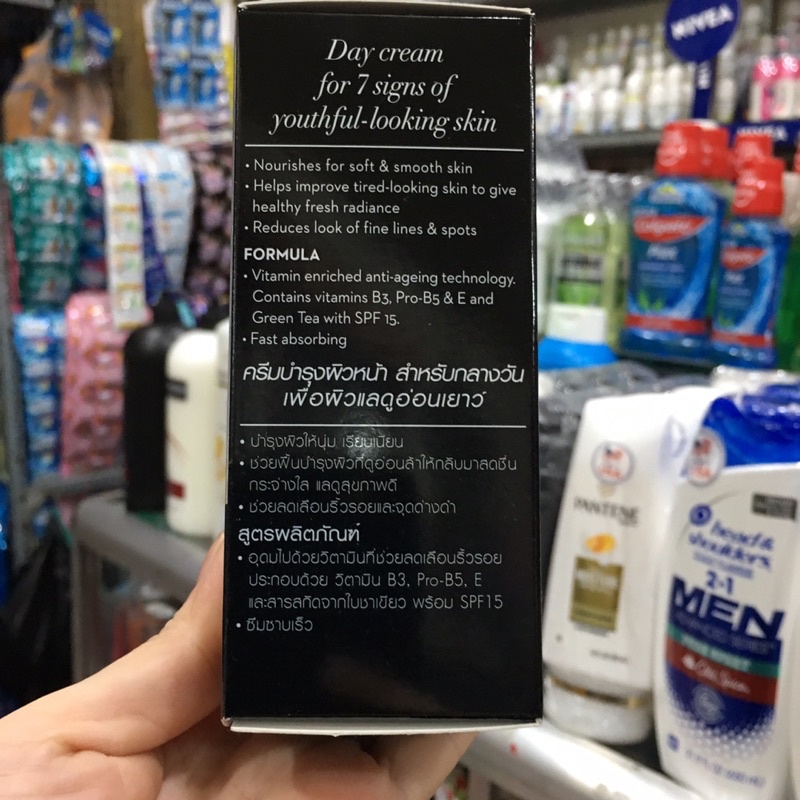 Day cream
for 7 signs of
youthful-looking skin
• Nourishes for soft & smooth skin
• Helps improve tired-looking skin to give
healthy fresh radiance
• Reduces look of fine lines & spots
FORMULA
• Vitamin enriched anti-ageing technology.
Contains vitamins B3, Pro-B5 & E and
Green Tea with SPF 15.
• Fast absorbing
ครีมบำรุงผิวหน้า สำหรับกลางวัน
เพื่อผิวแลดูอ่อนเยาว์
• บำรุงผิวให้นุ่ม เรียบเนียน
• ช่วยฟื้นบำรุงผิวที่ดูอ่อนล้าให้กลับมาสดชื่น
กระจ่างใส แลดูสุขภาพดี
• ช่วยลดเลือนริ้วรอยและจุดด่างดำ
สูตรผลิตภัณฑ์
• อุดมไปด้วยวิตามินที่ช่วยลดเลือนริ้วรอย
ประกอบด้วย วิตามิน B3, Pro-B5, E
และสารสกัดจากใบชาเขียว พร้อม SPF15
• ซึมซาบเร็ว
NIVEA
NIVEA
Colgate
Colgate
PANTENE
head &
shoulders
2-1
MEN
Old Spice